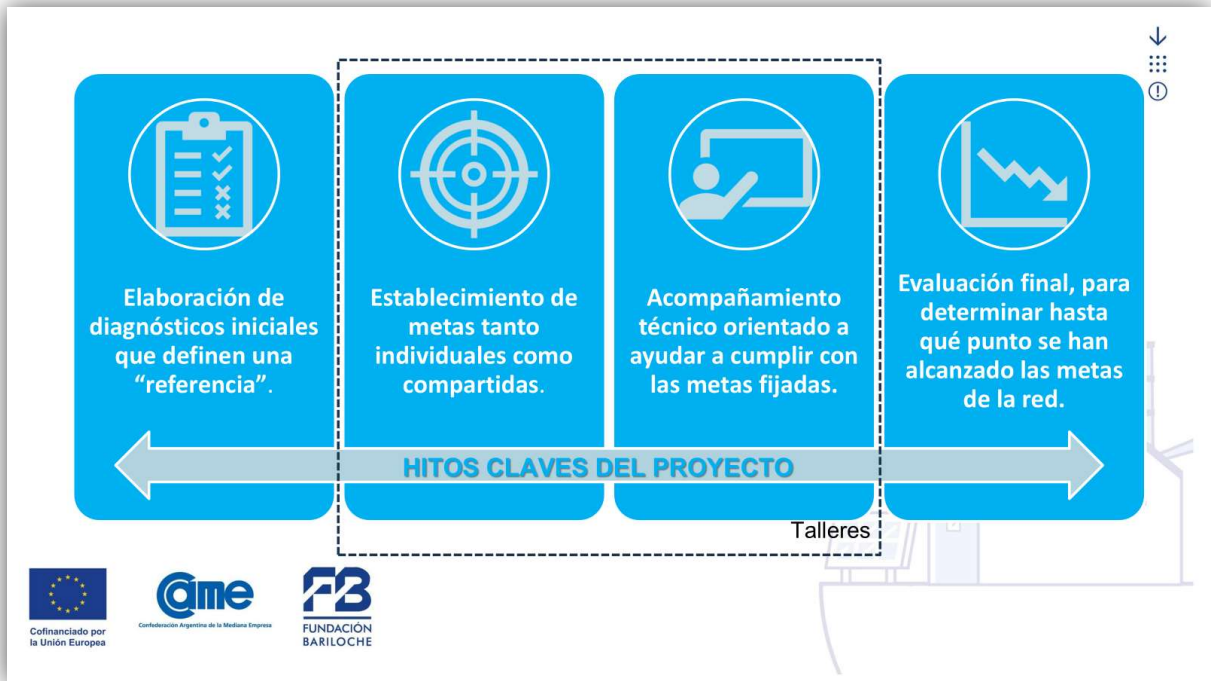 Elaboración de
diagnósticos iniciales
que definen una
“referencia”.
Establecimiento de
metas tanto
individuales como
compartidas.
Acompañamiento
técnico orientado a
ayudar a cumplir con
las metas fijadas.
Evaluación final, para
determinar hasta
qué punto se han
alcanzado las metas
de la red.
HITOS CLAVES DEL PROYECTO
Talleres
Cofinanciado por
la Unión Europea
Came
Confederación Argentina de la Mediana Empresa
FB
FUNDACIÓN
BARILOCHE